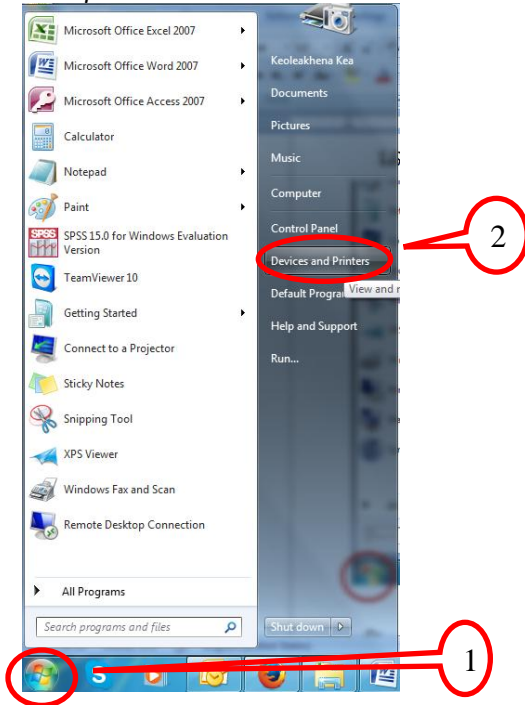 Microsoft Office Excel 2007
Microsoft Office Word 2007
Microsoft Office Access 2007
Calculator
Notepad
Paint
SPSS 15.0 for Windows Evaluation
Version
TeamViewer 10
Getting Started
Connect to a Projector
Sticky Notes
Snipping Tool
XPS Viewer
Windows Fax and Scan
Remote Desktop Connection
All Programs
Search programs and files
Keoleakhena Kea
Documents
Pictures
Music
Computer
Control Panel
Devices and Printers
View and
Default Progra
Help and Support
Run...
Shut down
2
1
SPSS
S
W